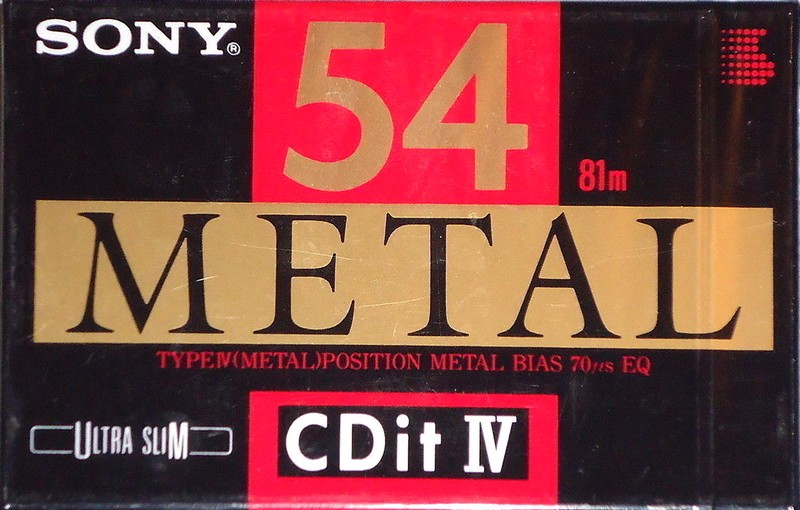 SONY®
54
81m
METAL
TYPEⅣ(METAL)POSITION METAL BIAS 70μs EQ
ULTRA SLIM
CDit Ⅳ